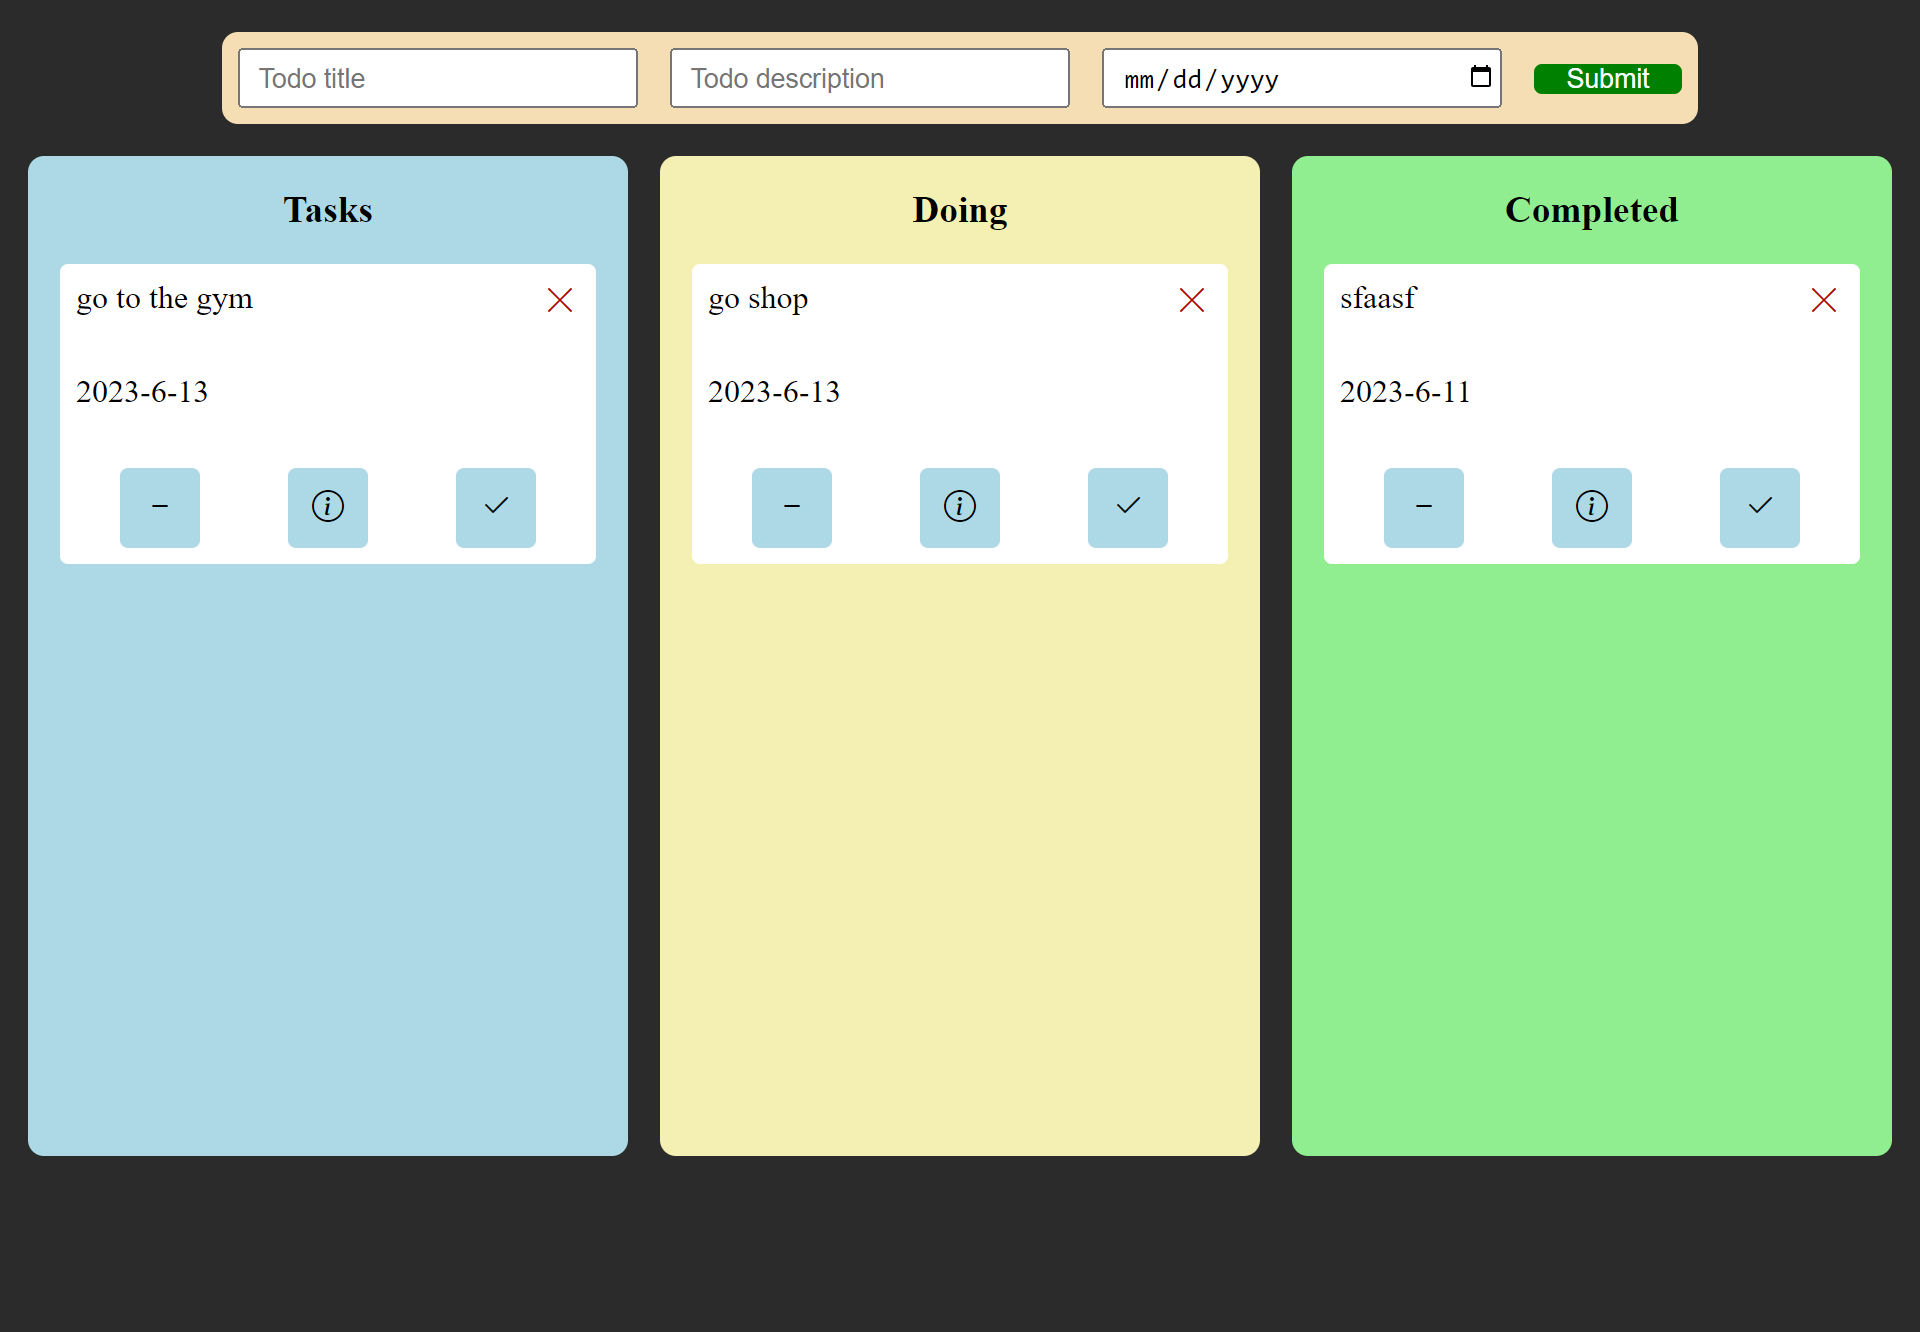 Todo title
Todo description
mm/dd/yyyy
Submit
Tasks
go to the gym
2023-6-13
Doing
go shop
2023-6-13
Completed
sfaasf
2023-6-11